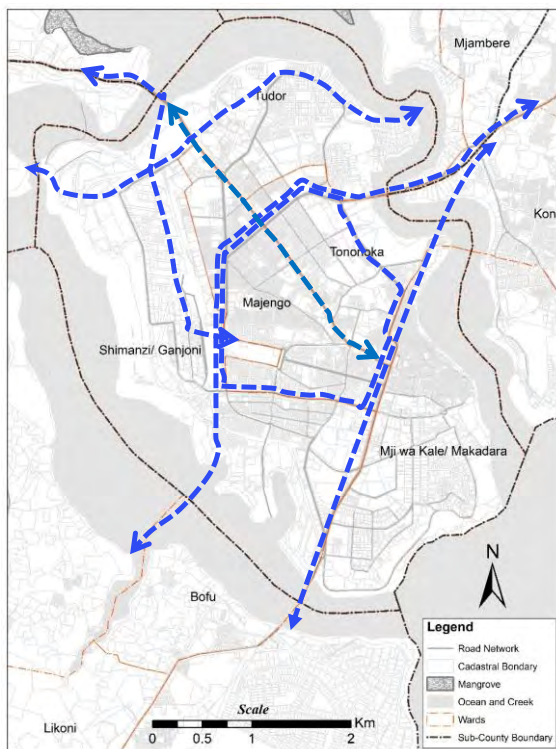 Mjambere
Tudor
Kon
Tononoka
Majengo
Shimanzi/ Ganjoni
Mji wa Kale/ Makadara
N
Bofu
Likoni
Scale
Km
0 0.5 1 2
Legend
Road Network
Cadastral Bondary
Mangrove
Ocean and Creek
Wards
Sub-County Boundary